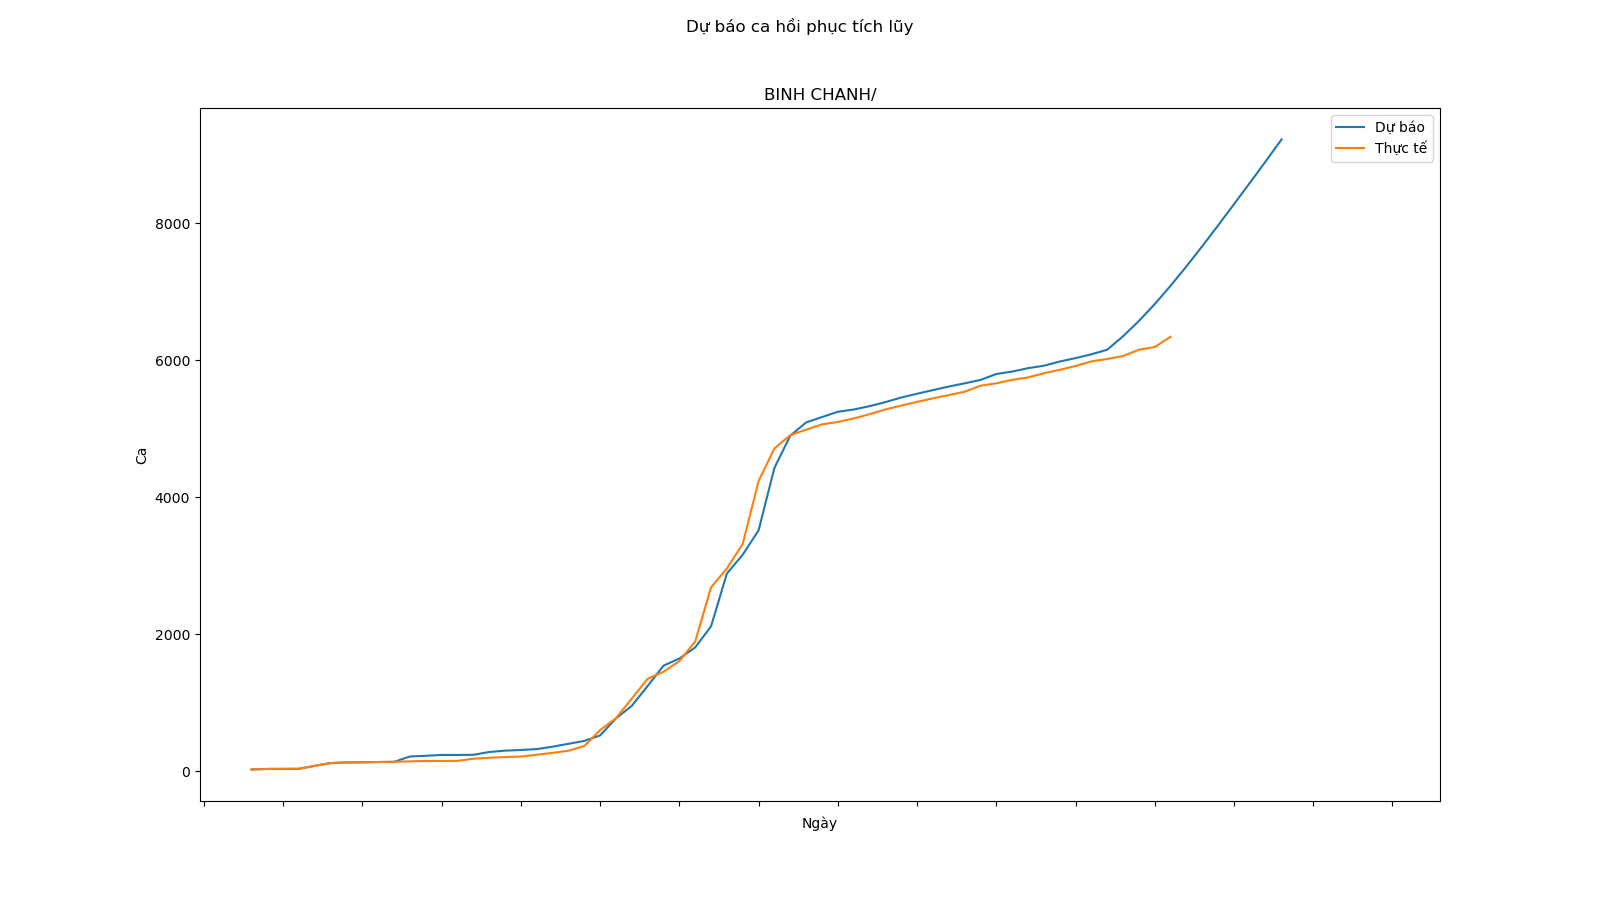 Dự báo ca hồi phục tích lũy
BINH CHANH/
Dự báo
Thực tế
8000
6000
4000
2000
0
Ca
Ngày